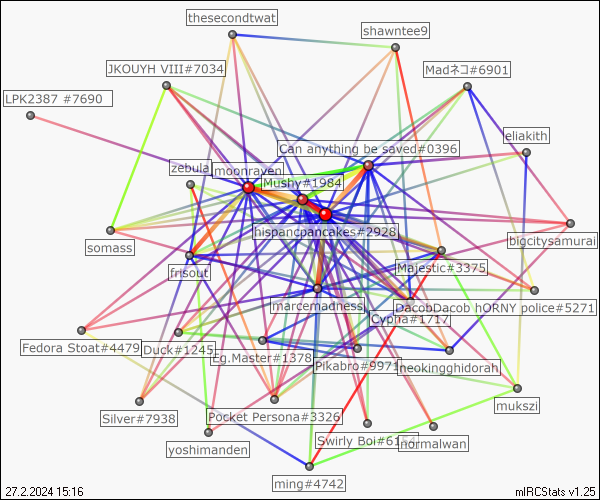 thesecondtwat
shawntee9
JKOUYH VIII#7034
Madネコ#6901
LPK2387 #7690
eliakith
Can anything be saved#0396
zebula
moonraven
Mushy#1984
hispancpancakes#2928
bigcitysamurai
somass
frisout
Majestic#3375
marcemadness
DacobDacob hORNY police#5271
Cypha#1717
Fedora Stoat#4479
Duck#1245
Eg.Master#1378
Pikabro#9971
neokingghidorah
mukszi
Silver#7938
Pocket Persona#3326
yoshimanden
Swirly Boi#61
normalwan
ming#4742
27.2.2024 15:16
mIRCStats v1.25